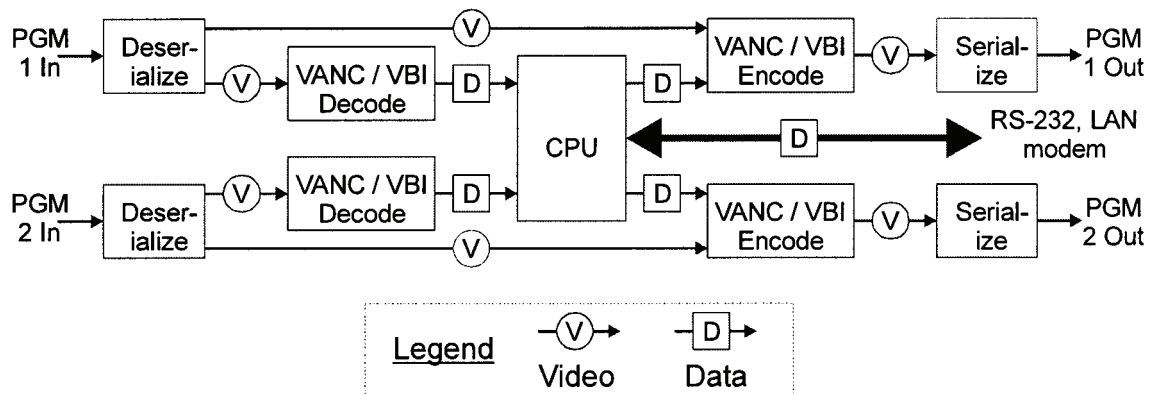 PGM
1 In
Deser-
ialize
V
V
VANC / VBI
Decode
D
CPU
D
VANC / VBI
Encode
V
Serial-
ize
PGM
1 Out
D
RS-232, LAN
modem
PGM
2 In
Deser-
ialize
V
VANC / VBI
Decode
D
D
V
VANC / VBI
Encode
V
Serial-
ize
PGM
2 Out
Legend
V
Video
D
Data